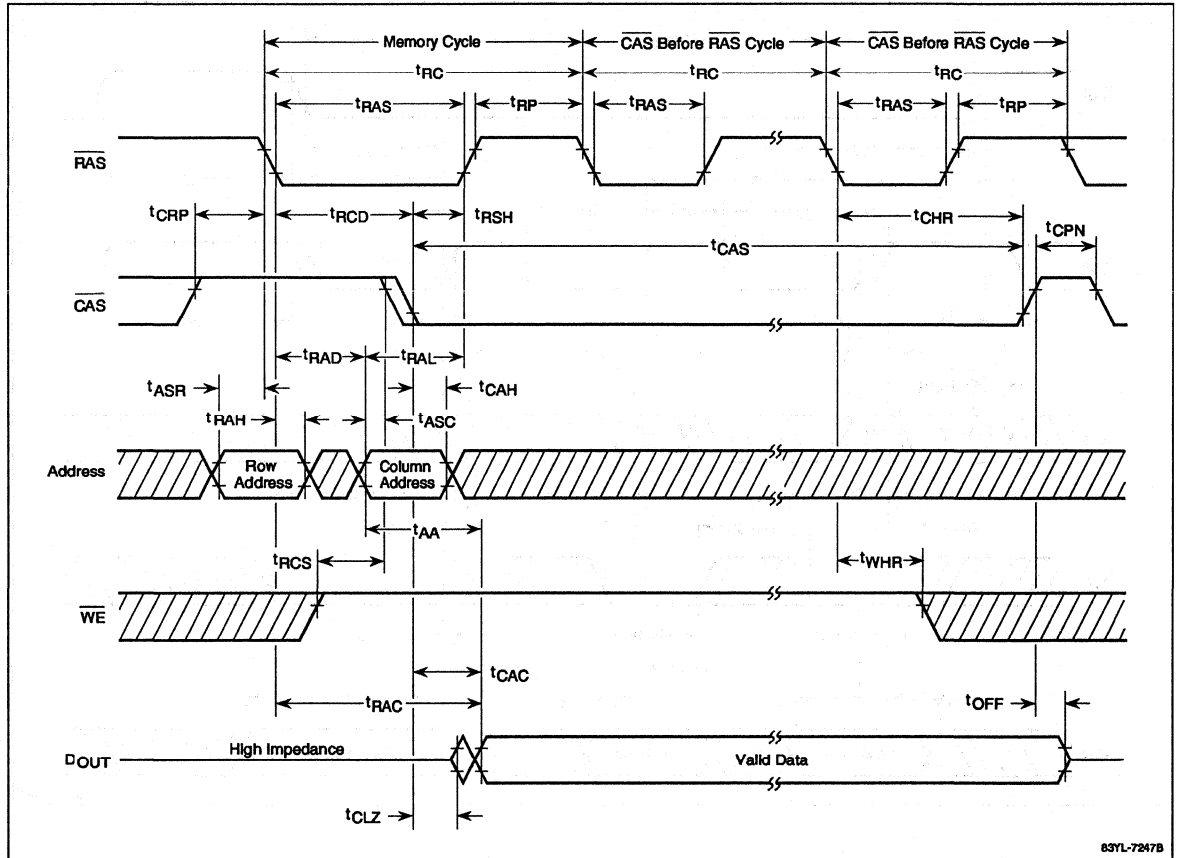 Memory Cycle
CAS Before RAS Cycle
CAS Before RAS Cycle
tRC
tRC
tRC
tRAS
tRP
tRAS
tRAS
tRP
RAS
tCRP
tRCD
tRSH
tCHR
tCPN
tCAS
CAS
tRAD
tRAL
tASR
tCAH
tRAH
tASC
Address
Row
Address
Column
Address
tAA
tRCS
tWHR
WE
tCAC
tRAC
tOFF
High Impedance
DOUT
Valid Data
tCLZ
83YL-7247B